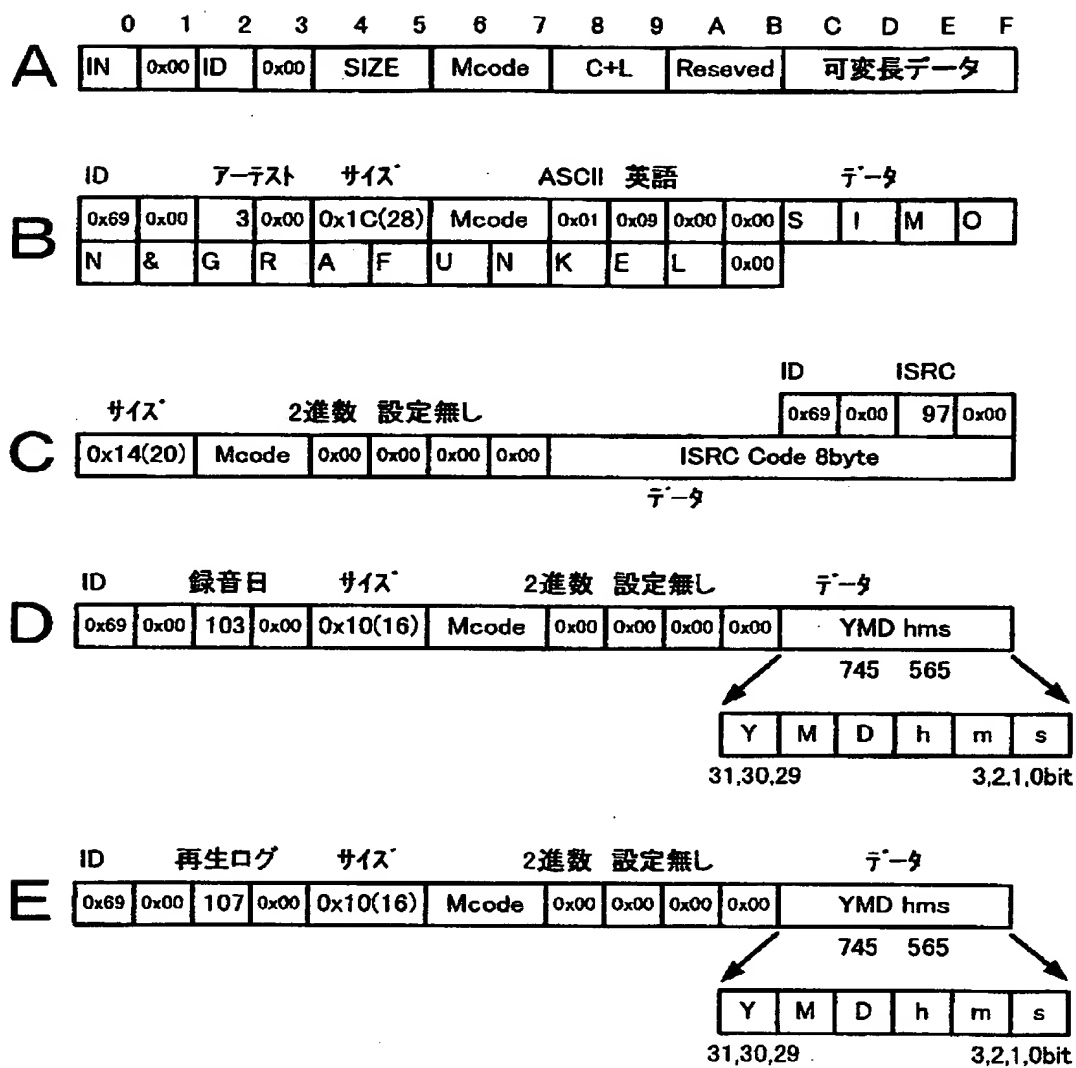 0 1 2 3 4 5 6 7 8 9 A B C D E F
A IN 0x00 ID 0x00 SIZE Mcode C+L Reseved 可変長データ
ID アーテスト サイズ ASCII 英語 データ
B 0x69 0x00 3 0x00 0x1C(28) Mcode 0x01 0x09 0x00 0x00 S I M O
N & G R A F U N K E L 0x00
ID ISRC
サイズ 2進数 設定無し 0x69 0x00 97 0x00
C 0x14(20) Mcode 0x00 0x00 0x00 0x00 ISRC Code 8byte
データ
ID 録音日 サイズ 2進数 設定無し データ
D 0x69 0x00 103 0x00 0x10(16) Mcode 0x00 0x00 0x00 0x00 YMD hms
745 565
Y M D h m s
31,30,29 3,2,1,0bit
ID 再生ログ サイズ 2進数 設定無し データ
E 0x69 0x00 107 0x00 0x10(16) Mcode 0x00 0x00 0x00 0x00 YMD hms
745 565
Y M D h m s
31,30,29 3,2,1,0bit